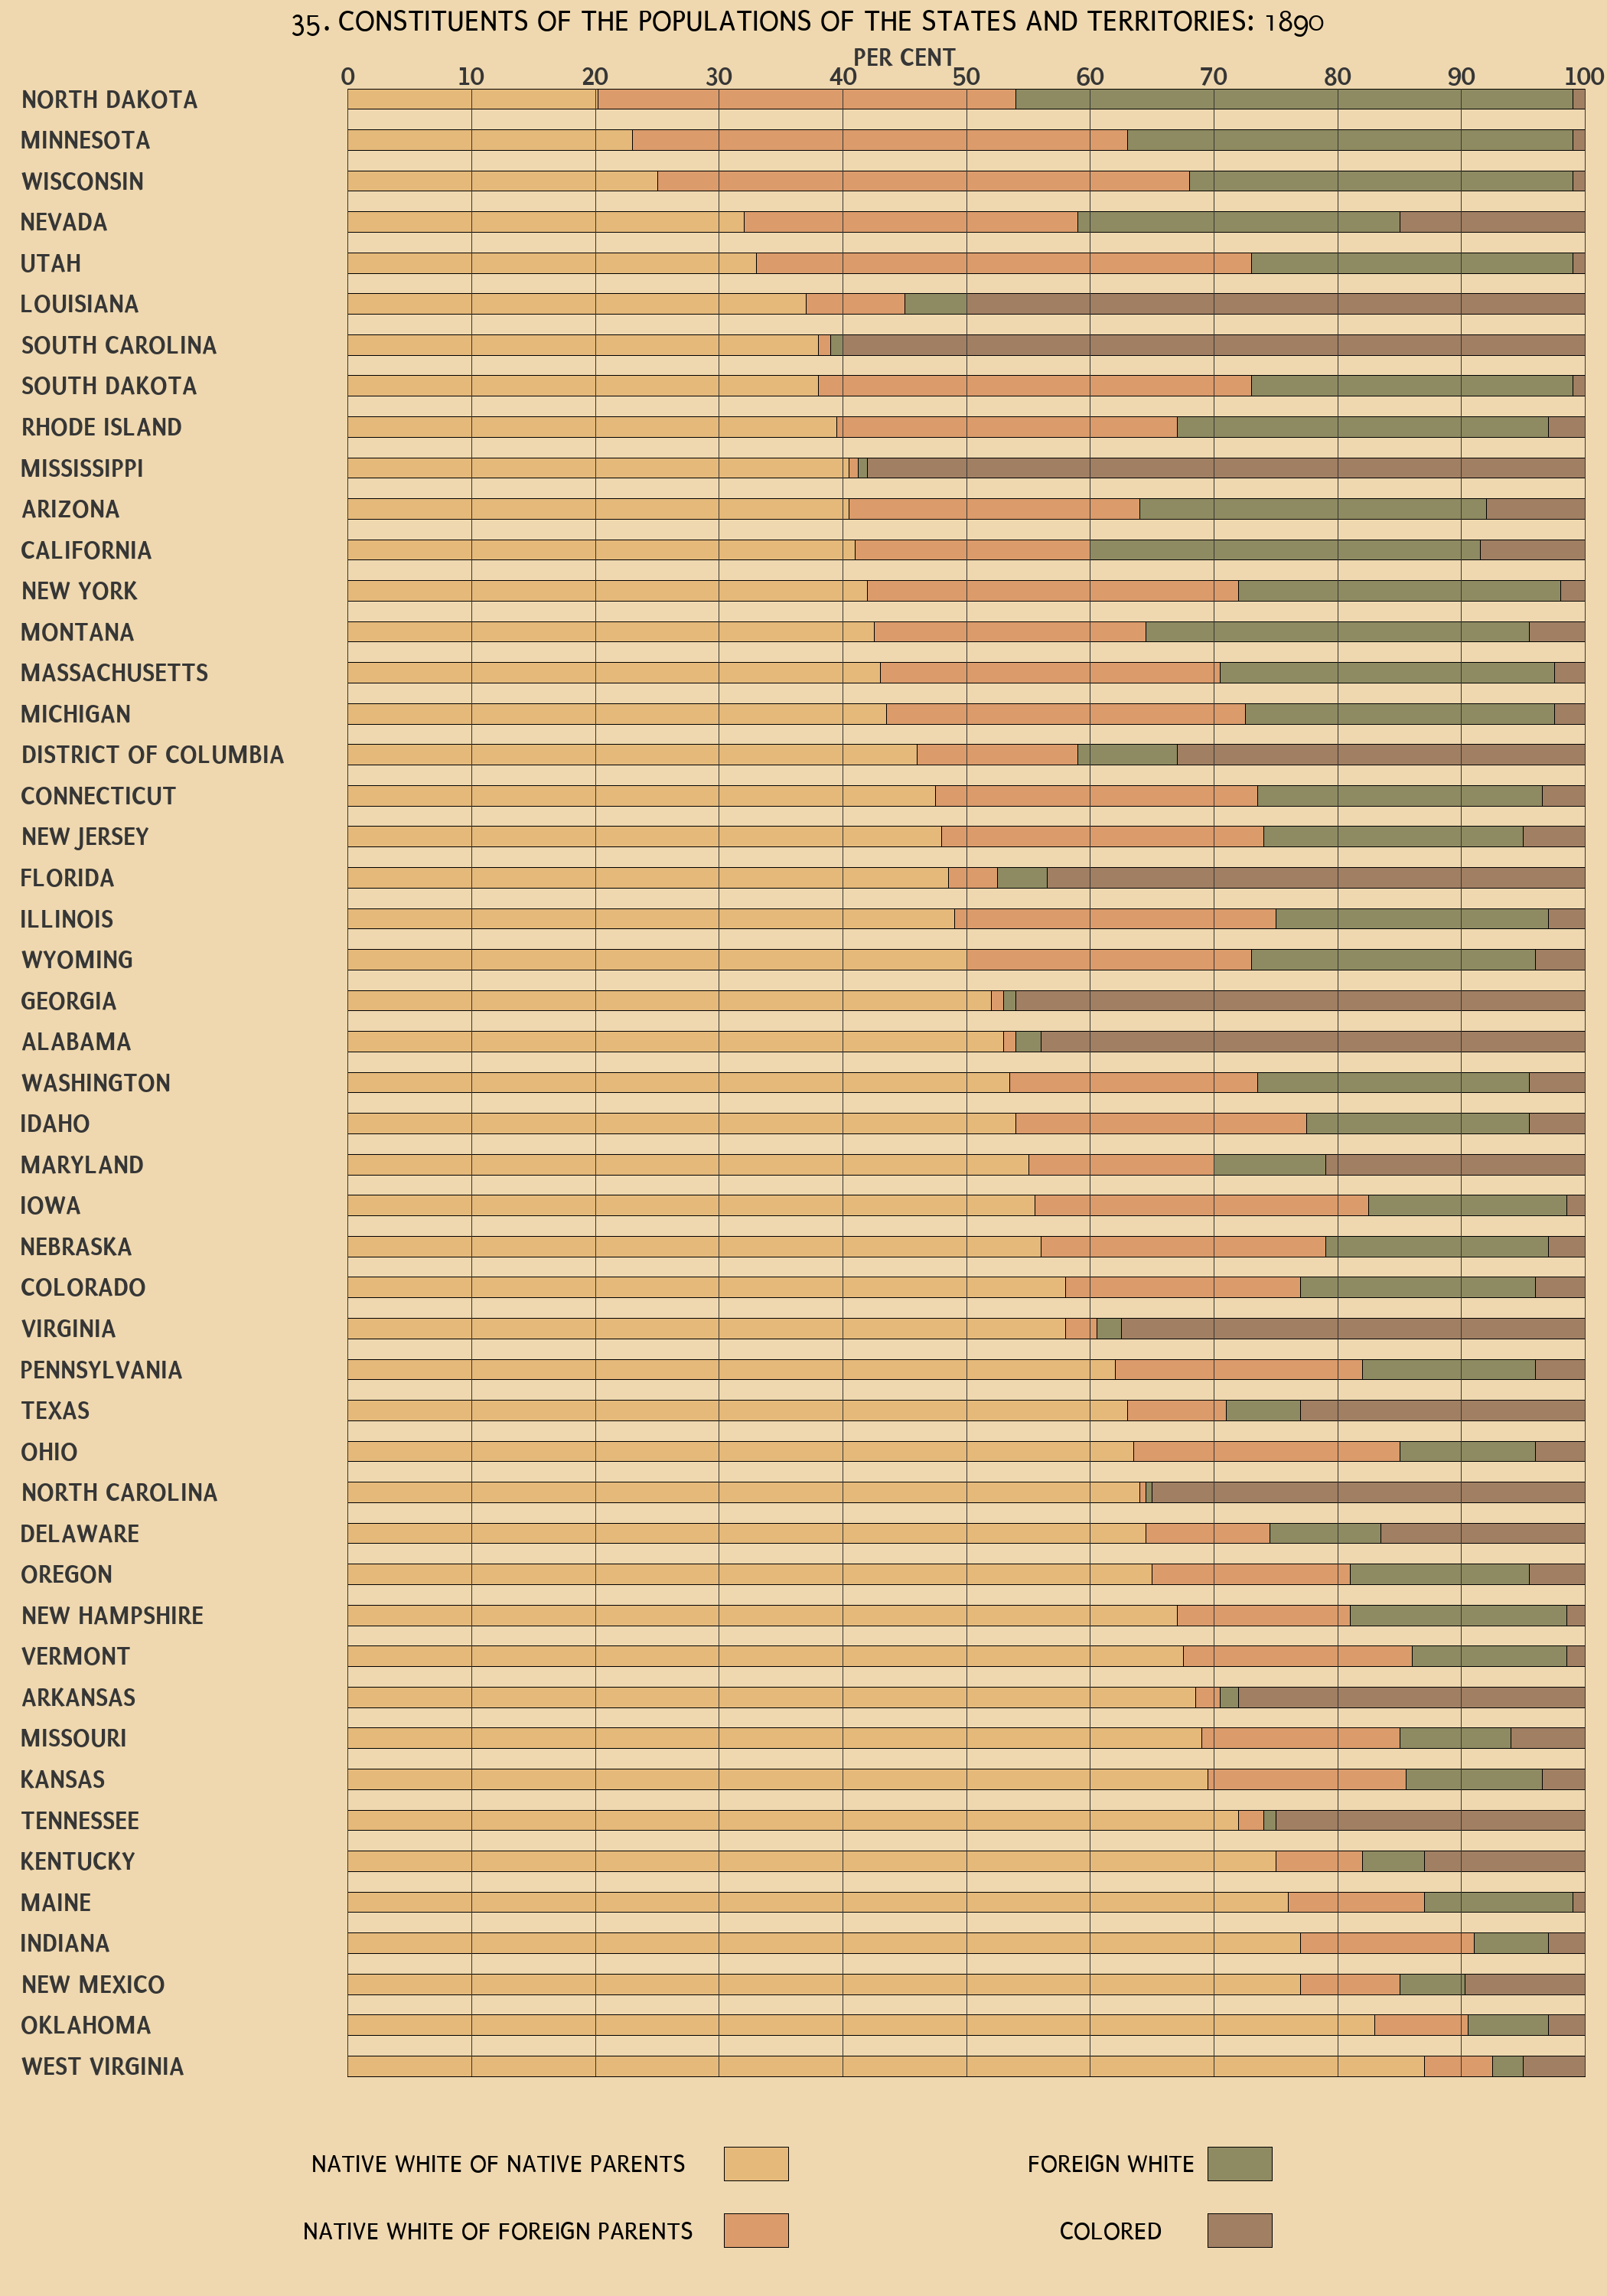 35. CONSTITUENTS OF THE POPULATIONS OF THE STATES AND TERRITORIES: 1890
PER CENT
0 10 20 30 40 50 60 70 80 90 100
NORTH DAKOTA
MINNESOTA
WISCONSIN
NEVADA
UTAH
LOUISIANA
SOUTH CAROLINA
SOUTH DAKOTA
RHODE ISLAND
MISSISSIPPI
ARIZONA
CALIFORNIA
NEW YORK
MONTANA
MASSACHUSETTS
MICHIGAN
DISTRICT OF COLUMBIA
CONNECTICUT
NEW JERSEY
FLORIDA
ILLINOIS
WYOMING
GEORGIA
ALABAMA
WASHINGTON
IDAHO
MARYLAND
IOWA
NEBRASKA
COLORADO
VIRGINIA
PENNSYLVANIA
TEXAS
OHIO
NORTH CAROLINA
DELAWARE
OREGON
NEW HAMPSHIRE
VERMONT
ARKANSAS
MISSOURI
KANSAS
TENNESSEE
KENTUCKY
MAINE
INDIANA
NEW MEXICO
OKLAHOMA
WEST VIRGINIA
NATIVE WHITE OF NATIVE PARENTS FOREIGN WHITE
NATIVE WHITE OF FOREIGN PARENTS COLORED